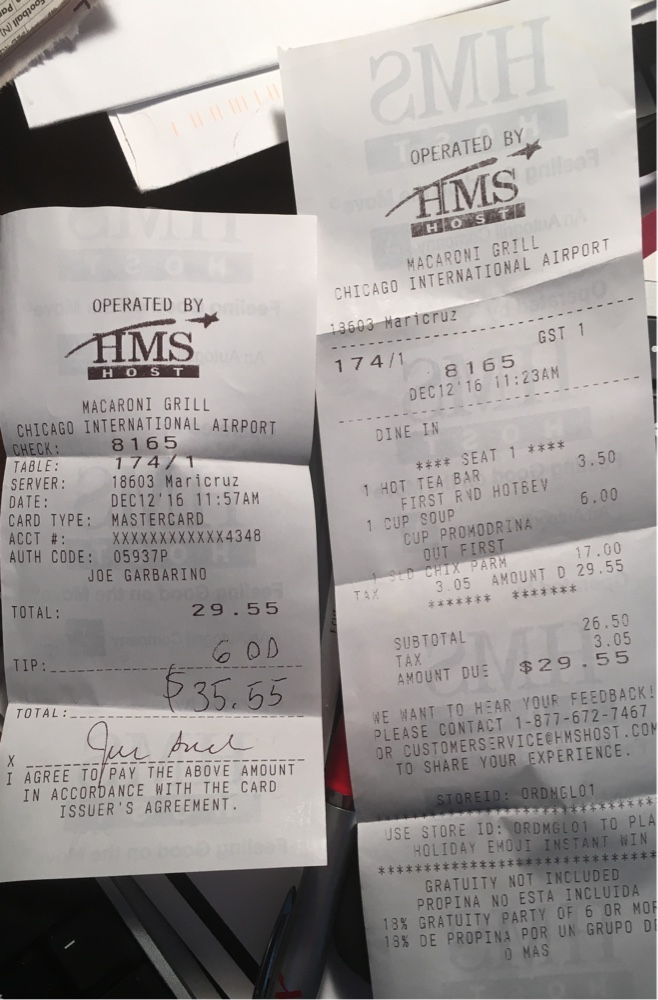 OPERATED BY
HMS
HOST
MACARONI GRILL
CHICAGO INTERNATIONAL AIRPORT
CHECK: 8165
TABLE: 174/1
SERVER: 18603 Maricruz
DATE: DEC12'16 11:57AM
CARD TYPE: MASTERCARD
ACCT #: XXXXXXXXXXXX4348
AUTH CODE: 05937P
JOE GARBARINO
TOTAL: 29.55
TIP: 6 00
$35.55
TOTAL:
X
I AGREE TO PAY THE ABOVE AMOUNT
IN ACCORDANCE WITH THE CARD
ISSUER'S AGREEMENT.
HMS
HOST
OPERATED BY
HMS
HOST
MACARONI GRILL
CHICAGO INTERNATIONAL AIRPORT
18603 Maricruz
GST 1
174/1 8165
DEC12'16 11:23AM
DINE IN
**** SEAT 1 ****
1 HOT TEA BAR 3.50
FIRST RND HOTBEV
1 CUP SOUP 6.00
CUP PROMODRINA
OUT FIRST
1 SLD CHIX PARM 17.00
TAX 3.05 AMOUNT D 29.55
******* *******
SUBTOTAL 26.50
TAX 3.05
AMOUNT DUE $29.55
WE WANT TO HEAR YOUR FEEDBACK!
PLEASE CONTACT 1-877-672-7467
OR CUSTOMERSERVICE@HMSHOST.COM
TO SHARE YOUR EXPERIENCE.
STOREID: ORDMGL01
USE STORE ID: ORDMGL01 TO PLA
HOLIDAY EMOJI INSTANT WIN
GRATUITY NOT INCLUDED
PROPINA NO ESTA INCLUIDA
18% GRATUITY PARTY OF 6 OR MOR
18% DE PROPINA POR UN GRUPO DE
O MAS